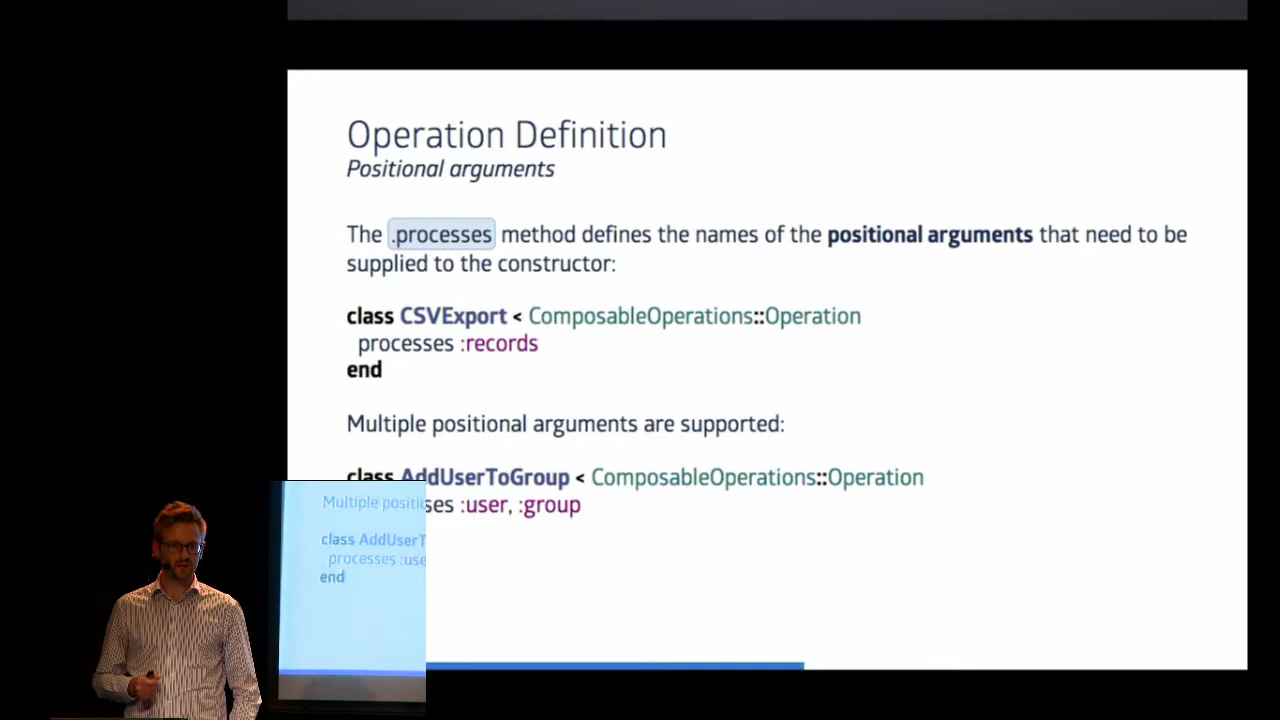 Operation Definition
Positional arguments
The .processes method defines the names of the positional arguments that need to be
supplied to the constructor:
class CSVExport < ComposableOperations::Operation
processes :records
end
Multiple positional arguments are supported:
class AddUserToGroup < ComposableOperations::Operation
ses :user, :group
Multiple positi
class AddUserT
processes :use
end